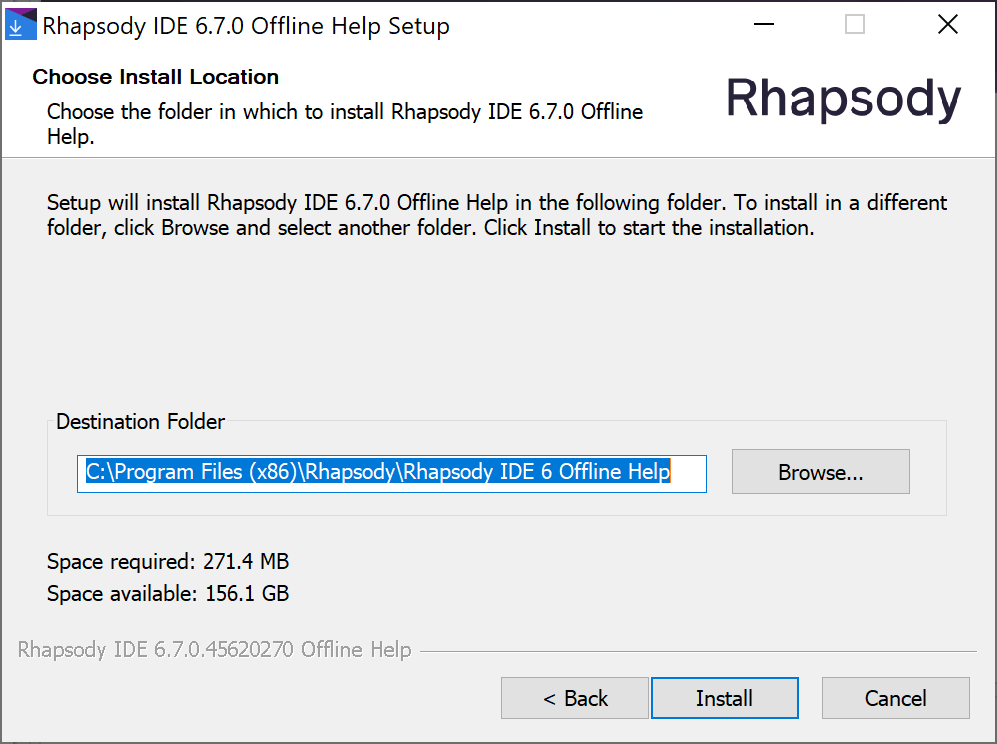 Rhapsody IDE 6.7.0 Offline Help Setup
Choose Install Location
Choose the folder in which to install Rhapsody IDE 6.7.0 Offline
Help.
Rhapsody
Setup will install Rhapsody IDE 6.7.0 Offline Help in the following folder. To install in a different
folder, click Browse and select another folder. Click Install to start the installation.
Destination Folder
C:\Program Files (x86)\Rhapsody\Rhapsody IDE 6 Offline Help
Browse...
Space required: 271.4 MB
Space available: 156.1 GB
Rhapsody IDE 6.7.0.45620270 Offline Help
< Back
Install
Cancel